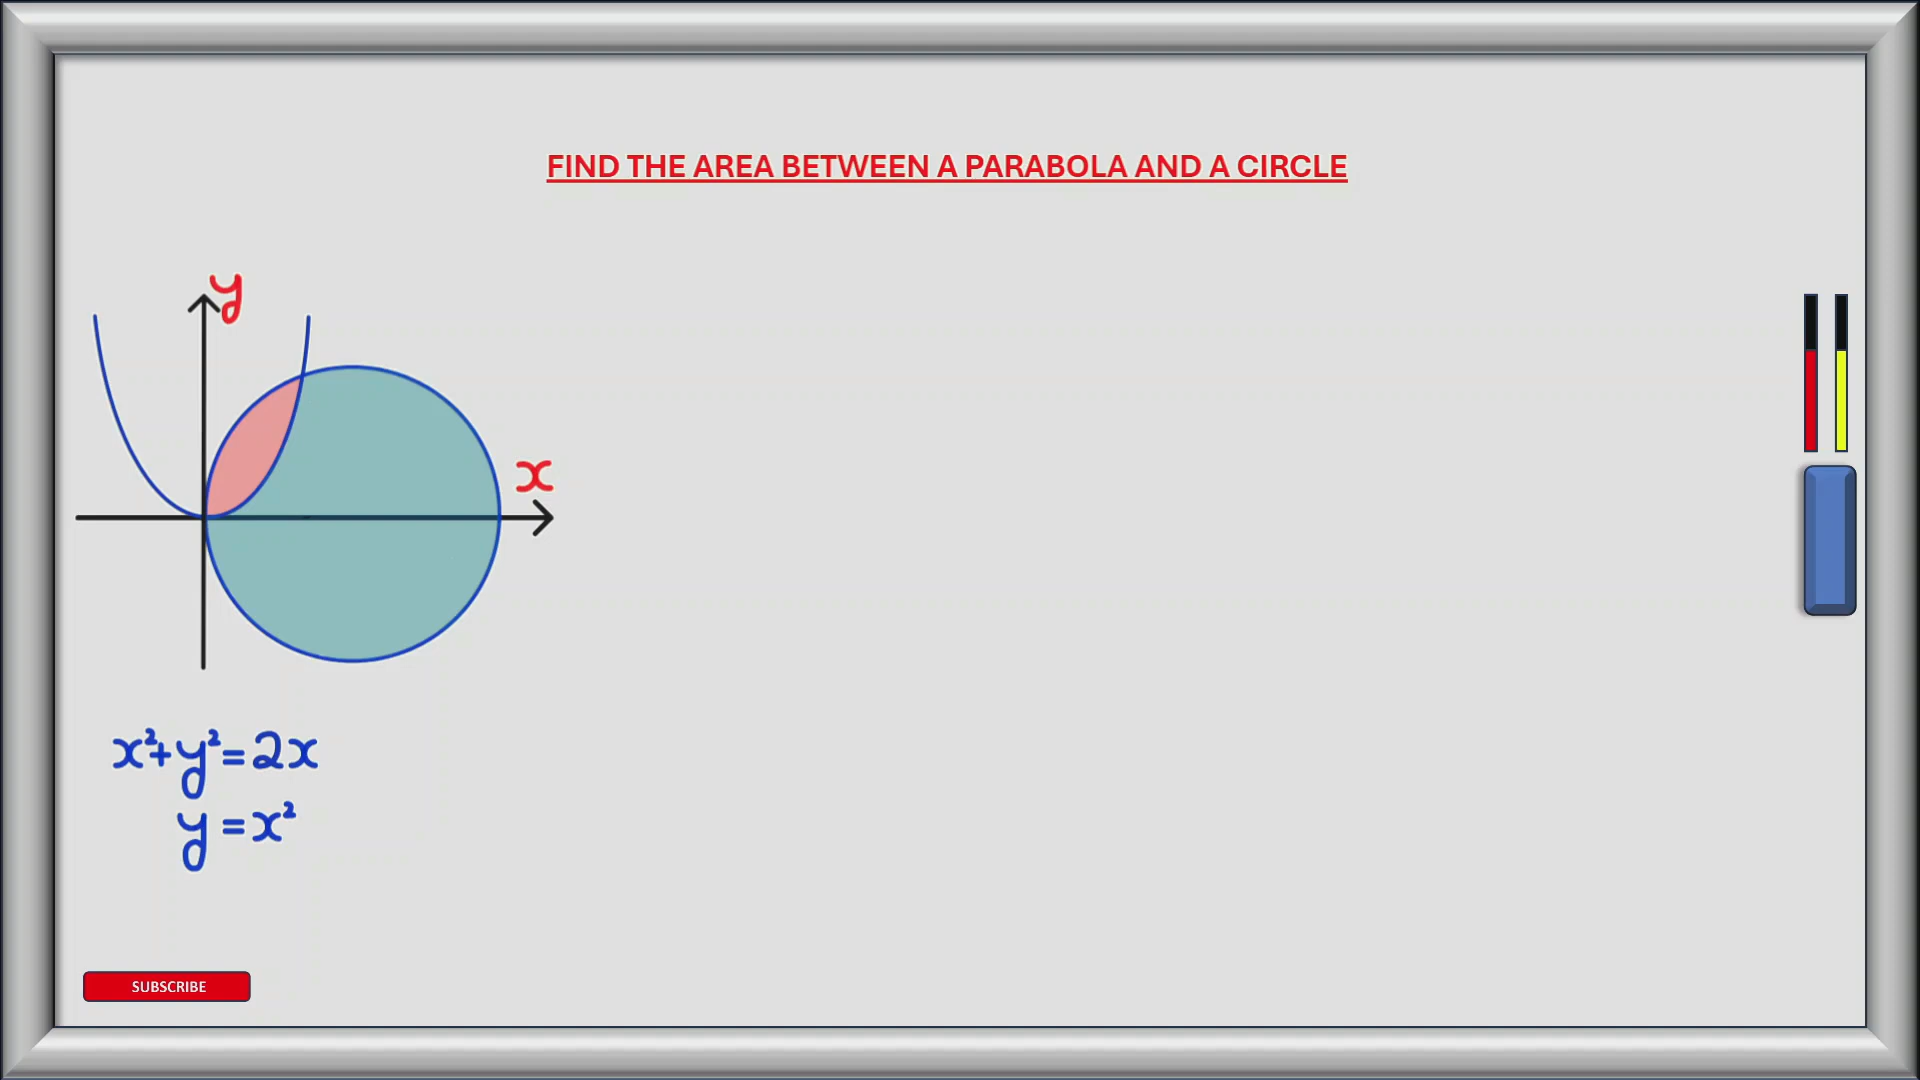 FIND THE AREA BETWEEN A PARABOLA AND A CIRCLE
y
x
x²+y²=2x
y=x²
SUBSCRIBE